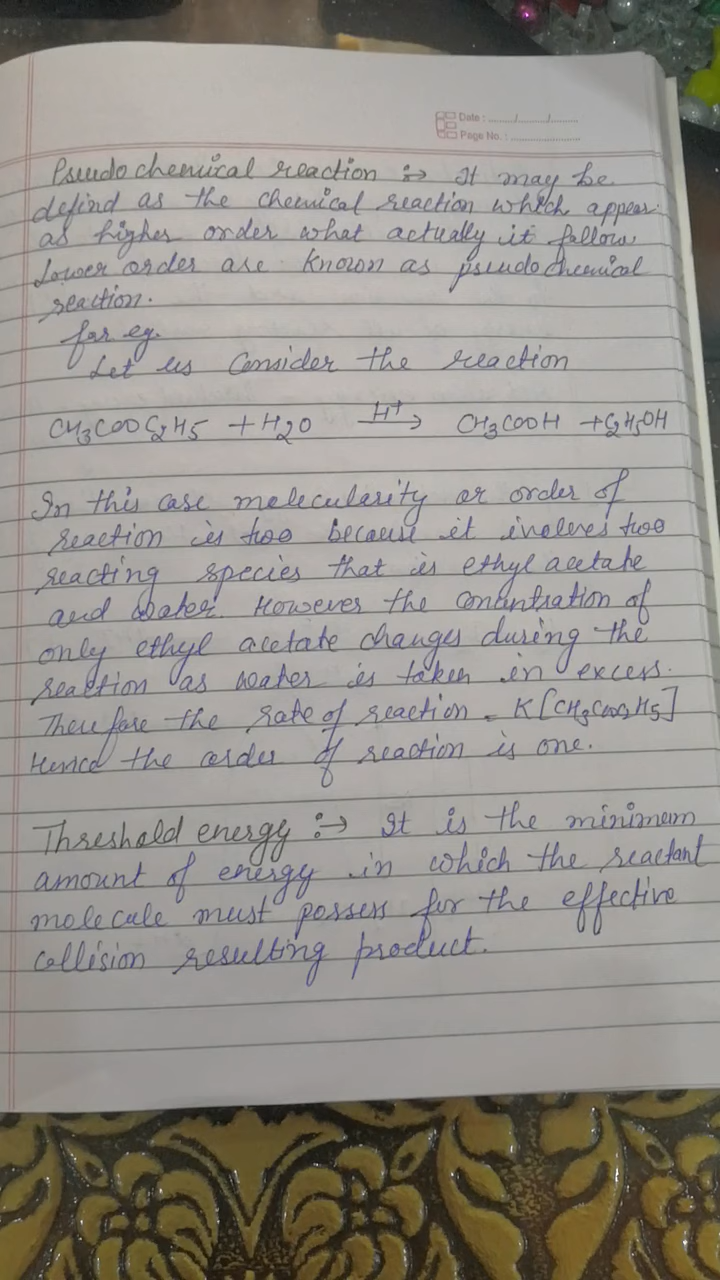 Date : ......../......../........
Page No. : ........................
Pseudo chemical reaction :→ It may be
defind as the chemical reaction which appear
as higher order what actually it follow
Lower order are known as pseudo chemical
reaction.
for eg.
Let us Consider the reaction
CH3COOC2H5 + H2O —H+→ CH3COOH + C2H5OH
In this case molecularity or order of
reaction is two because it involves two
reacting species that is ethyl acetate
and water. However the concentration of
only ethyl acetate changes during the
reaction as water is taken in excess.
Therefore the rate of reaction = K[CH3COOC2H5]
Hence the order of reaction is one.
Threshold energy :→ It is the minimum
amount of energy in which the reactant
molecule must possess for the effective
collision resulting product.